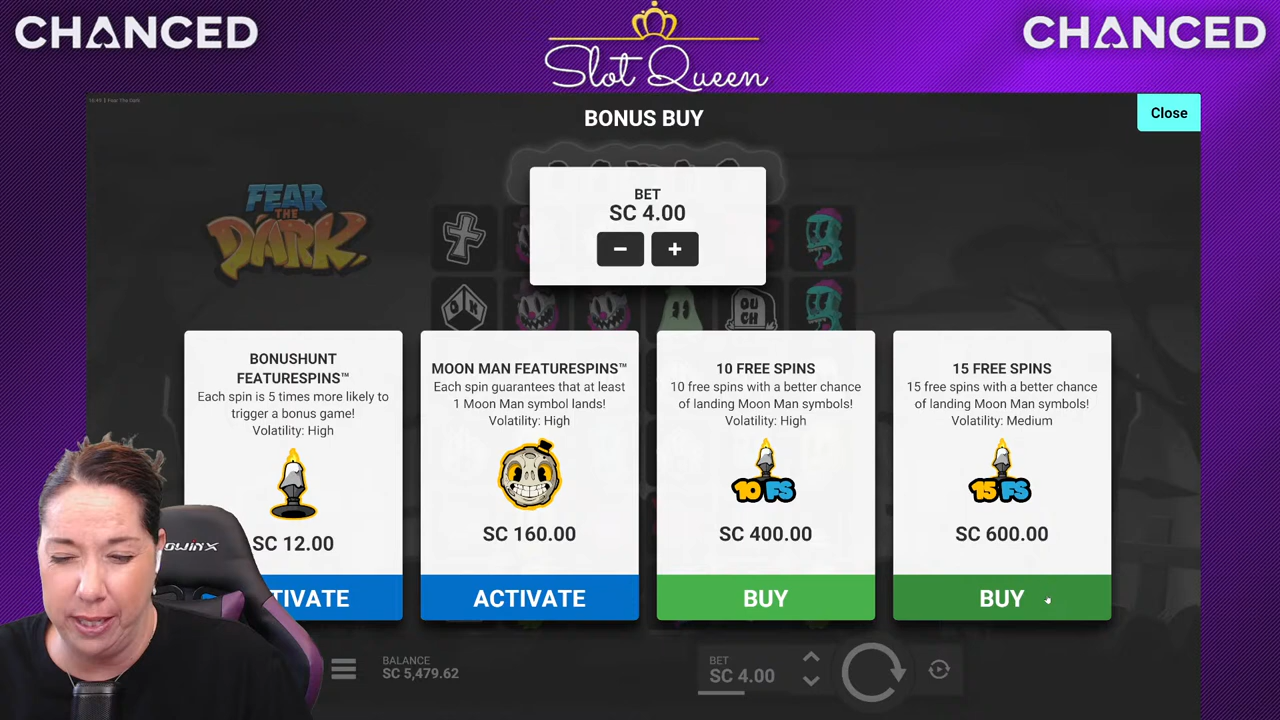 CHANCED
Slot Queen
CHANCED
Fear The Dark
BONUS BUY
Close
BET
SC 4.00
− +
FEAR
THE
DARK
OK
OUCH
BONUSHUNT
FEATURESPINS™
Each spin is 5 times more likely to
trigger a bonus game!
Volatility: High
SC 12.00
TIVATE
MOON MAN FEATURESPINS™
Each spin guarantees that at least
1 Moon Man symbol lands!
Volatility: High
SC 160.00
ACTIVATE
10 FREE SPINS
10 free spins with a better chance
of landing Moon Man symbols!
Volatility: High
10 FS
SC 400.00
BUY
15 FREE SPINS
15 free spins with a better chance
of landing Moon Man symbols!
Volatility: Medium
15 FS
SC 600.00
BUY
BALANCE
SC 5,479.62
BET
SC 4.00